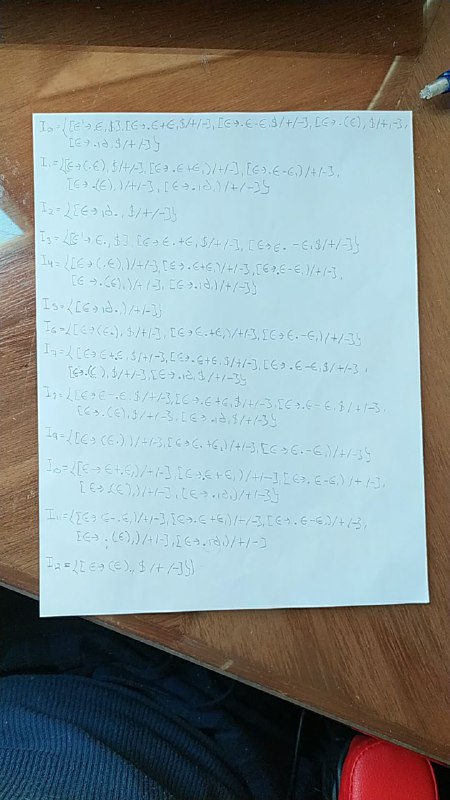 I0={[E'→.E,$],[E→.E+E,$/+/-],[E→.E-E,$/+/-],[E→.(E),$/+,-],
[E→.id,$/+/-]}
I1={[E→(.E),$/+/-],[E→.E+E,)/+/-],[E→.E-E,)/+/-],
[E→.(E),)/+/-],[E→.id,)/+/-]}
I2={[E→id.,$/+/-]}
I3={[E'→E.,$],[E→E.+E,$/+/-],[E→E.-E,$/+/-]}
I4={[E→(.E),)/+/-],[E→.E+E,)/+/-],[E→.E-E,)/+/-],
[E→.(E),)/+/-],[E→.id,)/+/-]}
I5={[E→id.,)/+/-]}
I6={[E→(E.),$/+/-],[E→E.+E,)/+/-],[E→E.-E,)/+/-]}
I7={[E→E+.E,$/+/-],[E→.E+E,$/+/-],[E→.E-E,$/+/-],
[E→.(E),$/+/-],[E→.id,$/+/-]}
I8={[E→E-.E,$/+/-],[E→.E+E,$/+/-],[E→.E-E,$/+/-],
[E→.(E),$/+/-],[E→.id,$/+/-]}
I9={[E→(E.),)/+/-],[E→E.+E,)/+/-],[E→E.-E,)/+/-]}
I10={[E→E+.E,)/+/-],[E→.E+E,)/+/-],[E→.E-E,)/+/-],
[E→.(E),)/+/-],[E→.id,)/+/-]}
I11={[E→E-.E,)/+/-],[E→.E+E,)/+/-],[E→.E-E,)/+/-],
[E→.(E),)/+/-],[E→.id,)/+/-]
I12={[E→(E).,$/+/-]}